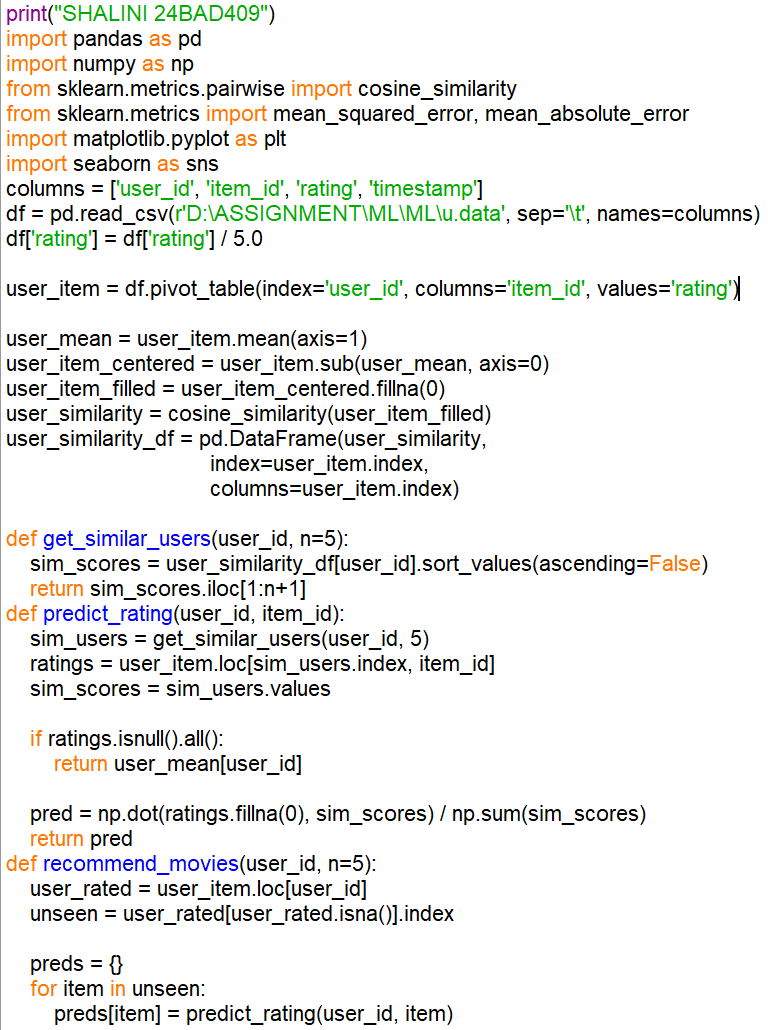 print("SHALINI 24BAD409")
import pandas as pd
import numpy as np
from sklearn.metrics.pairwise import cosine_similarity
from sklearn.metrics import mean_squared_error, mean_absolute_error
import matplotlib.pyplot as plt
import seaborn as sns
columns = ['user_id', 'item_id', 'rating', 'timestamp']
df = pd.read_csv(r'D:\ASSIGNMENT\ML\ML\u.data', sep='\t', names=columns)
df['rating'] = df['rating'] / 5.0

user_item = df.pivot_table(index='user_id', columns='item_id', values='rating')

user_mean = user_item.mean(axis=1)
user_item_centered = user_item.sub(user_mean, axis=0)
user_item_filled = user_item_centered.fillna(0)
user_similarity = cosine_similarity(user_item_filled)
user_similarity_df = pd.DataFrame(user_similarity,
                                  index=user_item.index,
                                  columns=user_item.index)

def get_similar_users(user_id, n=5):
    sim_scores = user_similarity_df[user_id].sort_values(ascending=False)
    return sim_scores.iloc[1:n+1]
def predict_rating(user_id, item_id):
    sim_users = get_similar_users(user_id, 5)
    ratings = user_item.loc[sim_users.index, item_id]
    sim_scores = sim_users.values

    if ratings.isnull().all():
        return user_mean[user_id]

    pred = np.dot(ratings.fillna(0), sim_scores) / np.sum(sim_scores)
    return pred
def recommend_movies(user_id, n=5):
    user_rated = user_item.loc[user_id]
    unseen = user_rated[user_rated.isna()].index

    preds = {}
    for item in unseen:
        preds[item] = predict_rating(user_id, item)